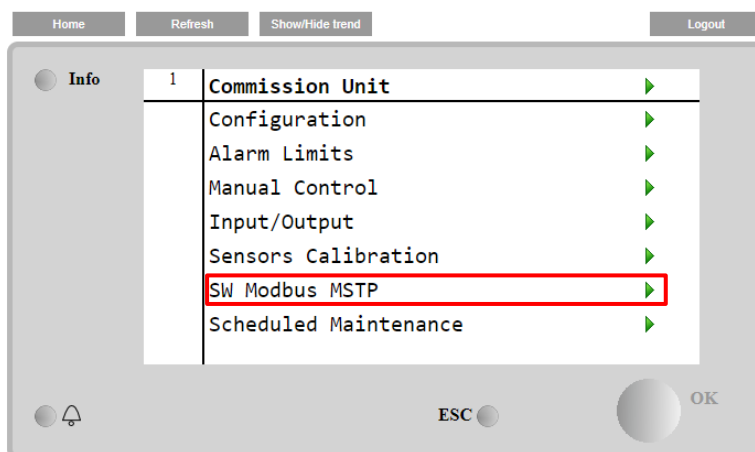 Home Refresh Show/Hide trend Logout
Info
1 Commission Unit
Configuration
Alarm Limits
Manual Control
Input/Output
Sensors Calibration
SW Modbus MSTP
Scheduled Maintenance
ESC
OK